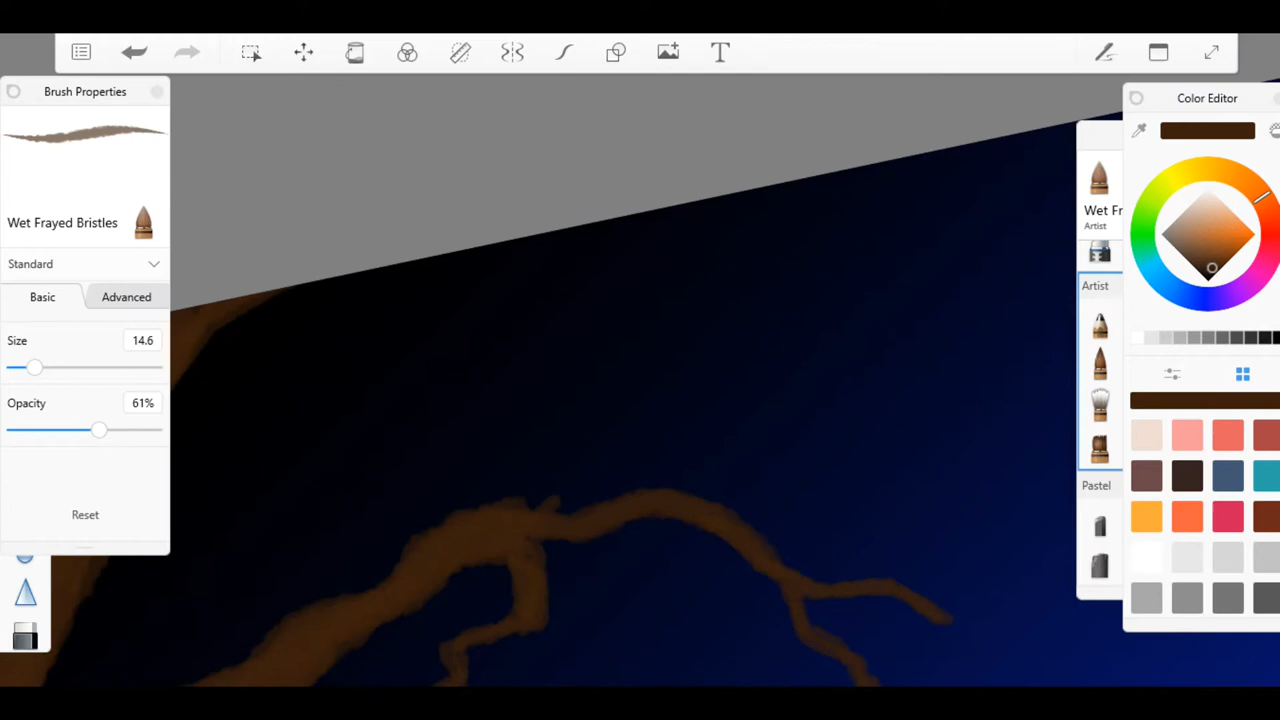 T
Brush Properties
Color Editor
Wet Frayed Bristles
Wet Fr
Artist
Standard
Basic
Advanced
Artist
Size
14.6
Opacity
61%
Pastel
Reset